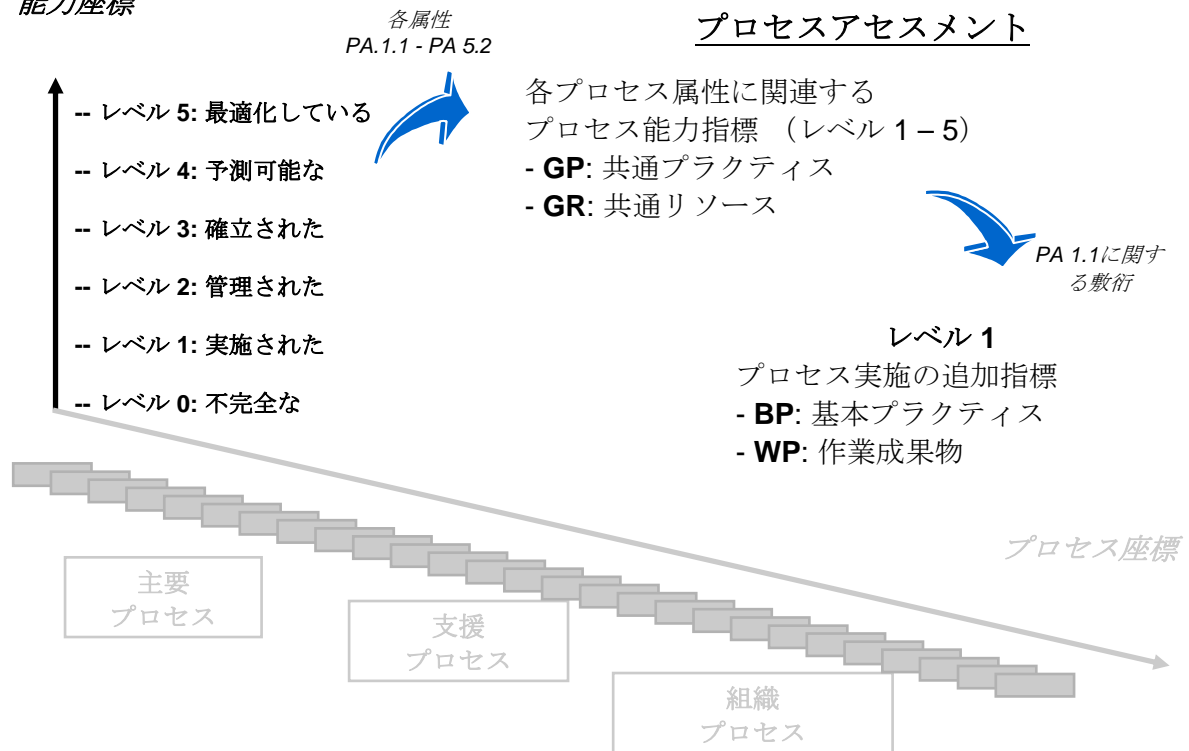 能力座標
各属性
PA.1.1 - PA 5.2
プロセスアセスメント
-- レベル 5: 最適化している
-- レベル 4: 予測可能な
-- レベル 3: 確立された
-- レベル 2: 管理された
-- レベル 1: 実施された
-- レベル 0: 不完全な
各プロセス属性に関連する
プロセス能力指標 （レベル 1 – 5）
- GP: 共通プラクティス
- GR: 共通リソース
PA 1.1に関す
る敷衍
レベル 1
プロセス実施の追加指標
- BP: 基本プラクティス
- WP: 作業成果物
プロセス座標
主要
プロセス
支援
プロセス
組織
プロセス